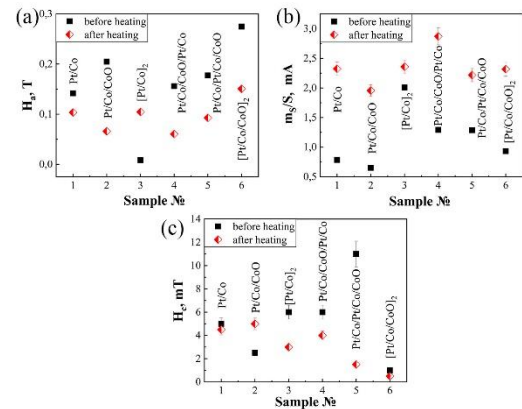 (a)
before heating
after heating
Hₐ, T
0,3
0,2
0,1
0,0
Pt/Co
Pt/Co/CoO
[Pt/Co]₂
Pt/Co/CoO/Pt/Co
Pt/Co/Pt/Co/CoO
[Pt/Co/CoO]₂
1 2 3 4 5 6
Sample №
(b)
before heating
after heating
mₛ/S, mA
3,0
2,5
2,0
1,5
1,0
0,5
Pt/Co
Pt/Co/CoO
[Pt/Co]₂
Pt/Co/CoO/Pt/Co
Pt/Co/Pt/Co/CoO
[Pt/Co/CoO]₂
1 2 3 4 5 6
Sample №
(c)
before heating
after heating
H꜀, mT
12
10
8
6
4
2
0
Pt/Co
Pt/Co/CoO
[Pt/Co]₂
Pt/Co/CoO/Pt/Co
Pt/Co/Pt/Co/CoO
[Pt/Co/CoO]₂
1 2 3 4 5 6
Sample №